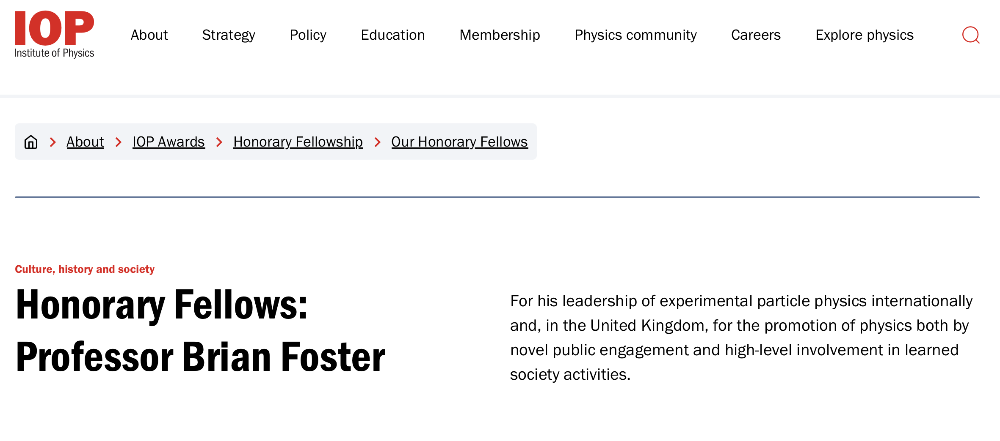 IOP
Institute of Physics
About Strategy Policy Education Membership Physics community Careers Explore physics
About IOP Awards Honorary Fellowship Our Honorary Fellows
Culture, history and society
Honorary Fellows:
Professor Brian Foster
For his leadership of experimental particle physics internationally
and, in the United Kingdom, for the promotion of physics both by
novel public engagement and high-level involvement in learned
society activities.